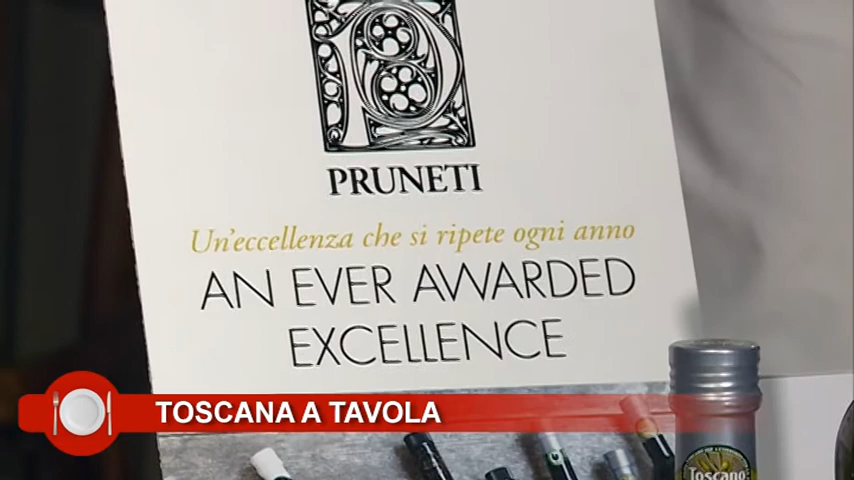 PRUNETI
Un'eccellenza che si ripete ogni anno
AN EVER AWARDED
EXCELLENCE
TOSCANA A TAVOLA
Toscano